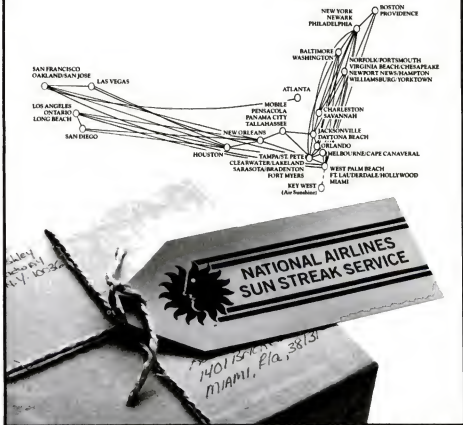 BOSTON
PROVIDENCE
NEW YORK
NEWARK
PHILADELPHIA
BALTIMORE
WASHINGTON
NORFOLK/PORTSMOUTH
VIRGINIA BEACH/CHESAPEAKE
NEWPORT NEWS/HAMPTON
WILLIAMSBURG/YORKTOWN
SAN FRANCISCO
OAKLAND/SAN JOSE
LAS VEGAS
ATLANTA
LOS ANGELES
ONTARIO
LONG BEACH
SAN DIEGO
MOBILE
PENSACOLA
PANAMA CITY
TALLAHASSEE
CHARLESTON
SAVANNAH
NEW ORLEANS
HOUSTON
JACKSONVILLE
DAYTONA BEACH
ORLANDO
MELBOURNE/CAPE CANAVERAL
TAMPA/ST. PETE
CLEARWATER/LAKELAND
SARASOTA/BRADENTON
FORT MYERS
WEST PALM BEACH
FT. LAUDERDALE/HOLLYWOOD
MIAMI
KEY WEST
(Air Sunshine)
NATIONAL AIRLINES
SUN STREAK SERVICE
N.Y.
1401
MIAMI, Fla, 38131